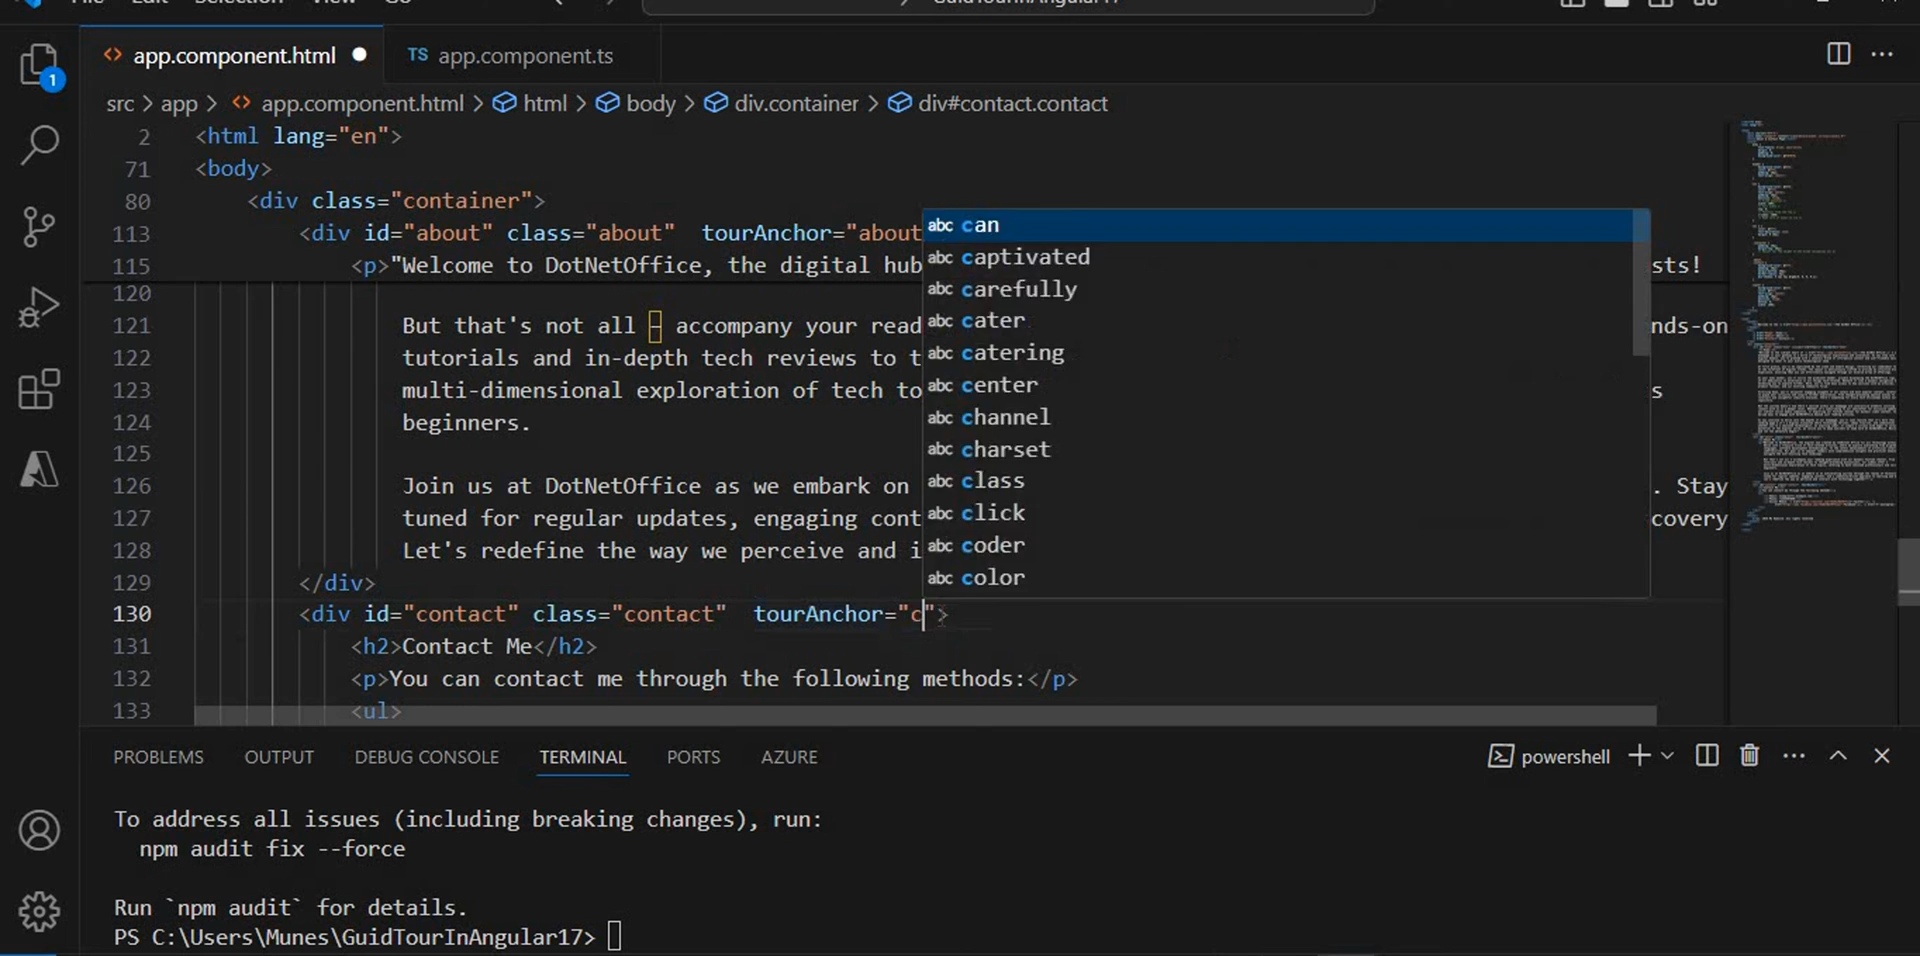 File Edit Selection View Go GuidTourInAngular17
1
<> app.component.html
TS app.component.ts
src > app > <> app.component.html > html > body > div.container > div#contact.contact
2 <html lang="en">
71 <body>
80 <div class="container">
113 <div id="about" class="about" tourAnchor="about
115 <p>"Welcome to DotNetOffice, the digital hub sts!
120
121 But that's not all – accompany your read nds-on
122 tutorials and in-depth tech reviews to t
123 multi-dimensional exploration of tech to s
124 beginners.
125
126 Join us at DotNetOffice as we embark on . Stay
127 tuned for regular updates, engaging cont covery
128 Let's redefine the way we perceive and i
129 </div>
130 <div id="contact" class="contact" tourAnchor="c">
131 <h2>Contact Me</h2>
132 <p>You can contact me through the following methods:</p>
133 <ul>
abc can
abc captivated
abc carefully
abc cater
abc catering
abc center
abc channel
abc charset
abc class
abc click
abc coder
abc color
PROBLEMS OUTPUT DEBUG CONSOLE TERMINAL PORTS AZURE
powershell
To address all issues (including breaking changes), run:
npm audit fix --force
Run `npm audit` for details.
PS C:\Users\Munes\GuidTourInAngular17>